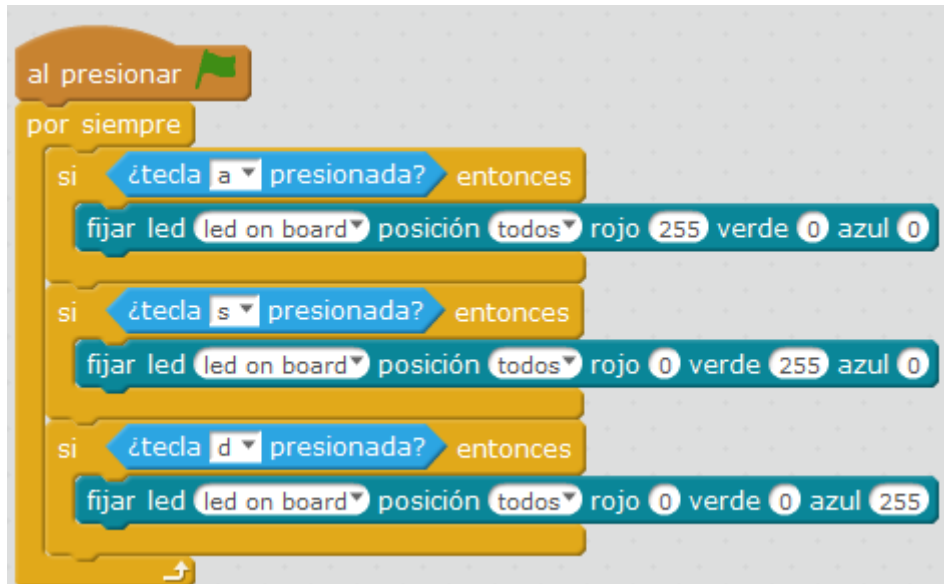 al presionar
por siempre
si ¿tecla a presionada? entonces
fijar led led on board posición todos rojo 255 verde 0 azul 0
si ¿tecla s presionada? entonces
fijar led led on board posición todos rojo 0 verde 255 azul 0
si ¿tecla d presionada? entonces
fijar led led on board posición todos rojo 0 verde 0 azul 255